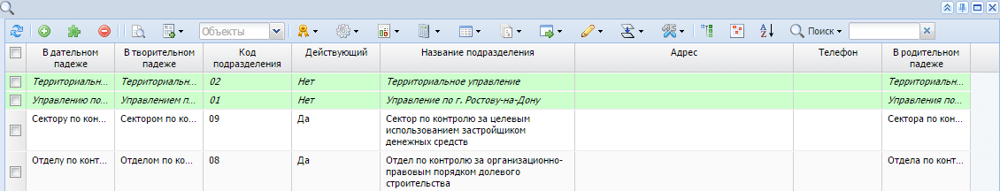 Объекты
Поиск
В дательном падеже
В творительном падеже
Код подразделения
Действующий
Название подразделения
Адрес
Телефон
В родительном падеже
Территориальн... Территориальн... 02 Нет Территориальное управление Территориальн...
Управлению по... Управлением п... 01 Нет Управление по г. Ростову-на-Дону Управления по...
Сектору по кон... Сектором по ко... 09 Да Сектор по контролю за целевым Сектора по кон...
использованием застройщиком
денежных средств
Отделу по конт... Отделом по ко... 08 Да Отдел по контролю за организационно- Отдела по конт...
правовым порядком долевого
строительства